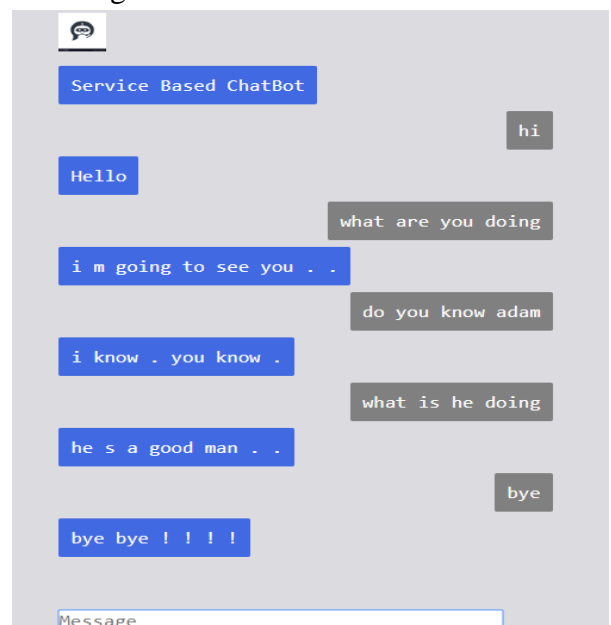 Service Based ChatBot
hi
Hello
what are you doing
i m going to see you . .
do you know adam
i know . you know .
what is he doing
he s a good man . .
bye
bye bye ! ! ! !
Message